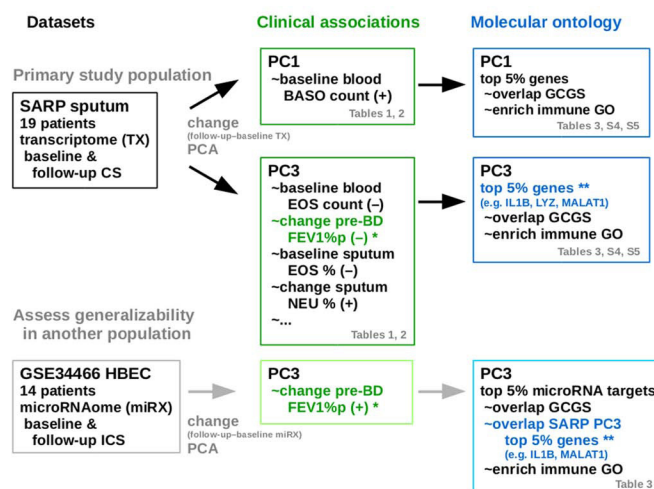 Datasets
Clinical associations
Molecular ontology
Primary study population
SARP sputum
19 patients
transcriptome (TX)
baseline &
follow-up CS
change
(follow-up–baseline TX)
PCA
PC1
~baseline blood
BASO count (+)
Tables 1, 2
PC1
top 5% genes
~overlap GCGS
~enrich immune GO
Tables 3, S4, S5
PC3
~baseline blood
EOS count (–)
~change pre-BD
FEV1%p (–) *
~baseline sputum
EOS % (–)
~change sputum
NEU % (+)
~...
Tables 1, 2
PC3
top 5% genes **
(e.g. IL1B, LYZ, MALAT1)
~overlap GCGS
~enrich immune GO
Tables 3, S4, S5
Assess generalizability
in another population
GSE34466 HBEC
14 patients
microRNAome (miRX)
baseline &
follow-up ICS
change
(follow-up–baseline miRX)
PCA
PC3
~change pre-BD
FEV1%p (+) *
PC3
top 5% microRNA targets
~overlap GCGS
~overlap SARP PC3
top 5% genes **
(e.g. IL1B, MALAT1)
~enrich immune GO
Table 3